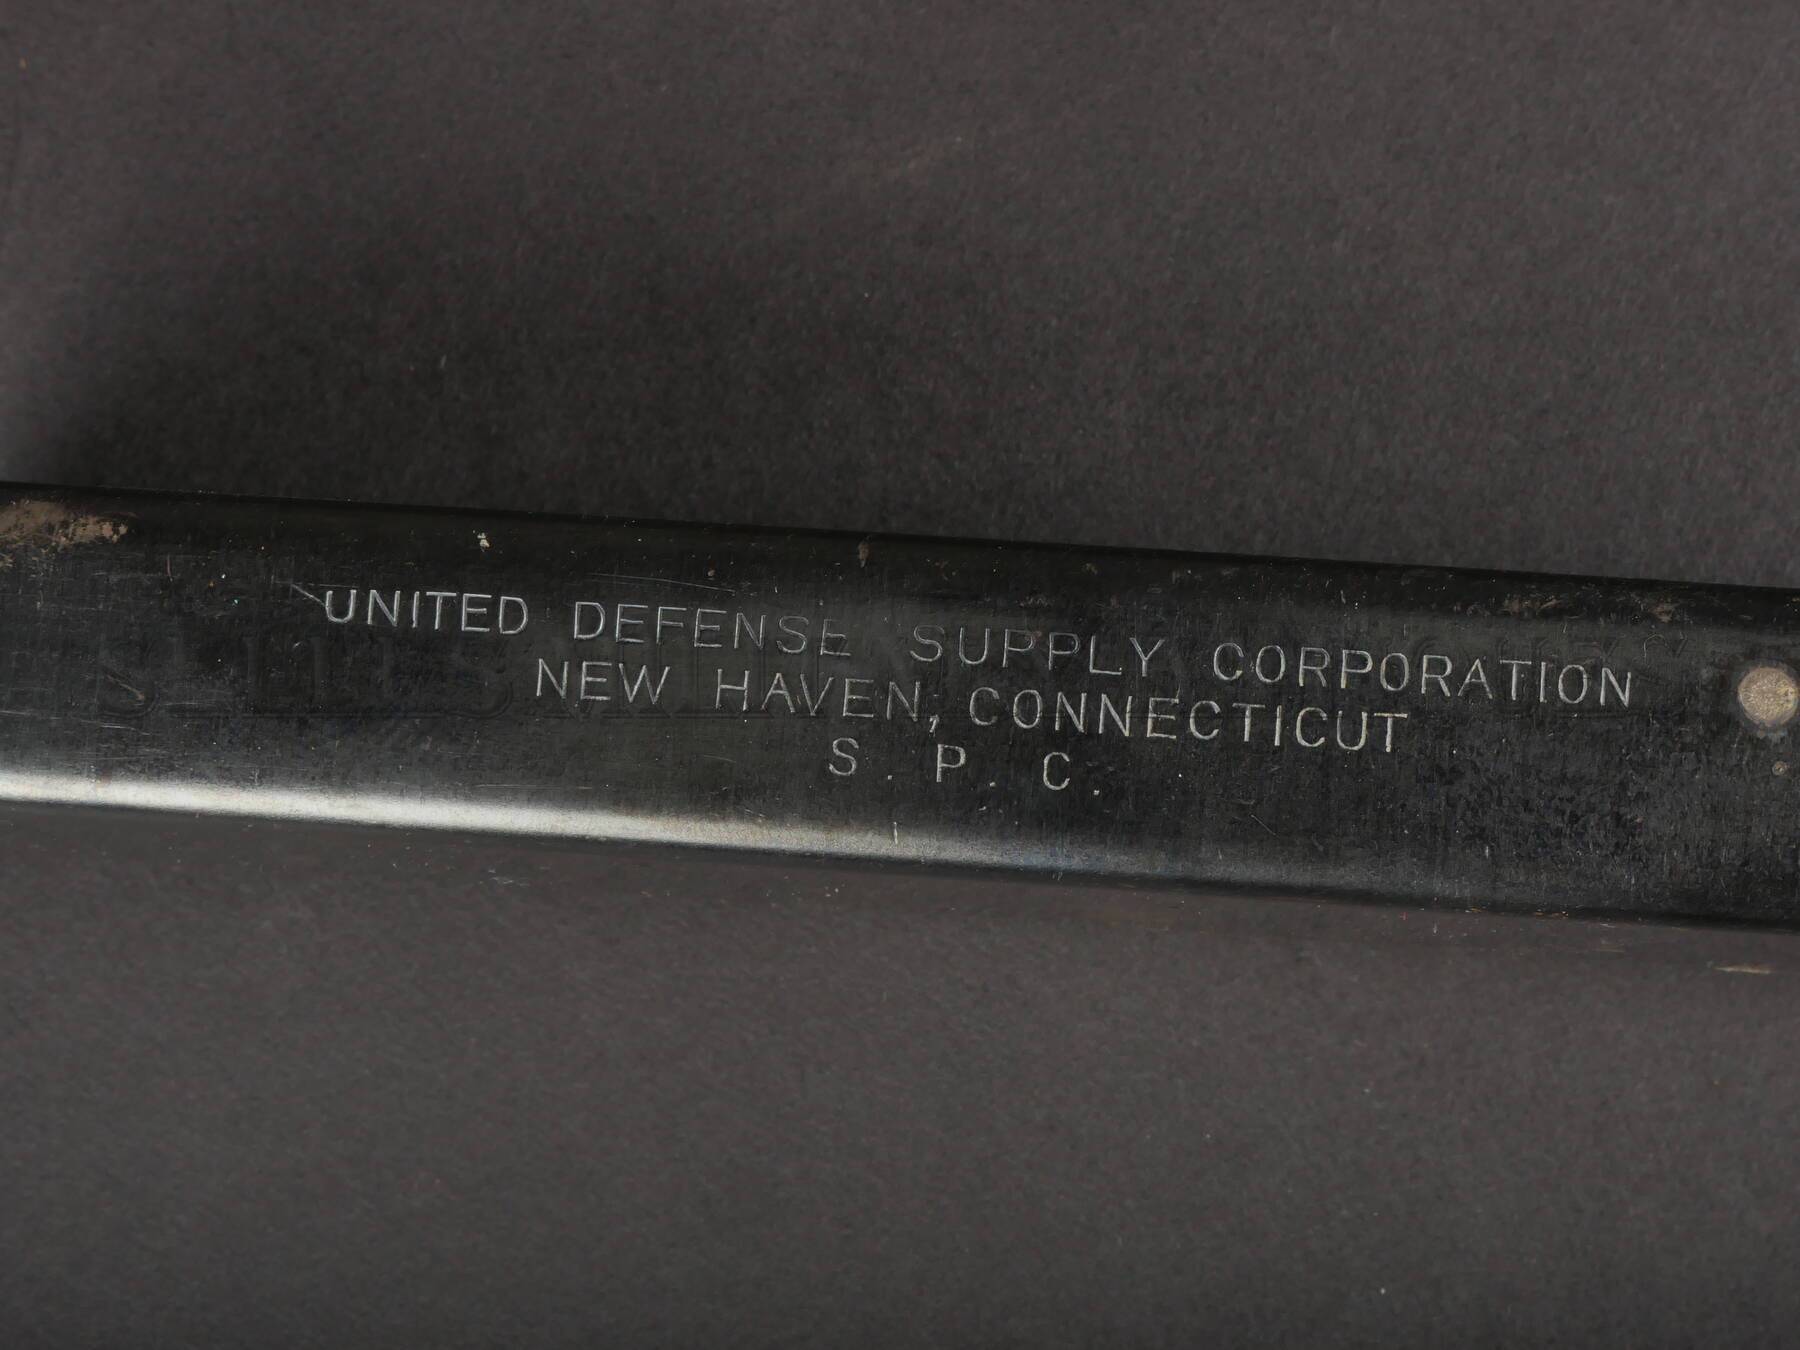 UNITED DEFENSE SUPPLY CORPORATION
NEW HAVEN, CONNECTICUT
S. P. C.